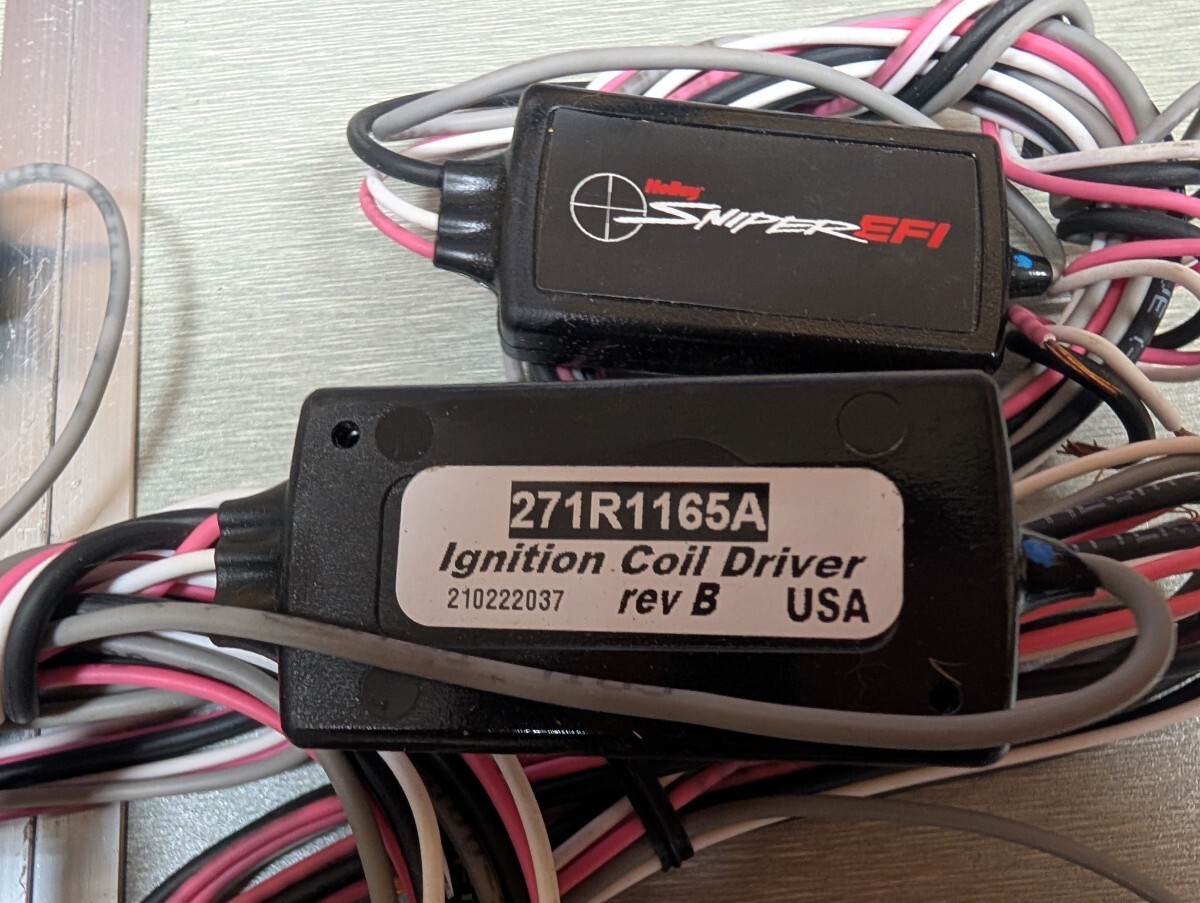 Holley
SNIPER EFI
271R1165A
Ignition Coil Driver
210222037 rev B USA